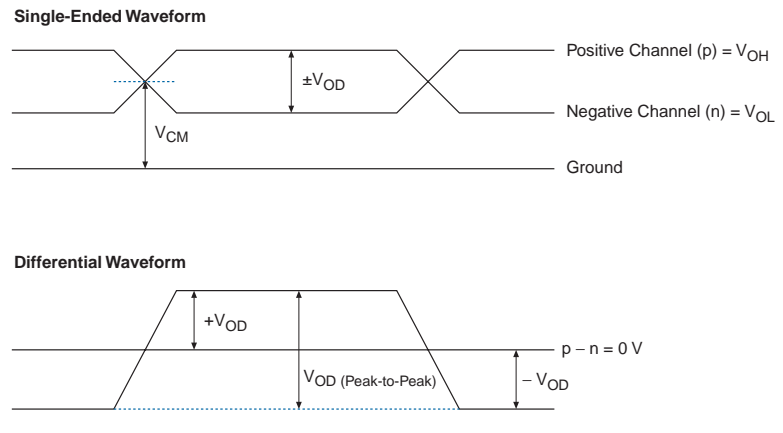 Single-Ended Waveform
Positive Channel (p) = VOH
±VOD
Negative Channel (n) = VOL
VCM
Ground
Differential Waveform
+VOD
p − n = 0 V
VOD (Peak-to-Peak)
− VOD